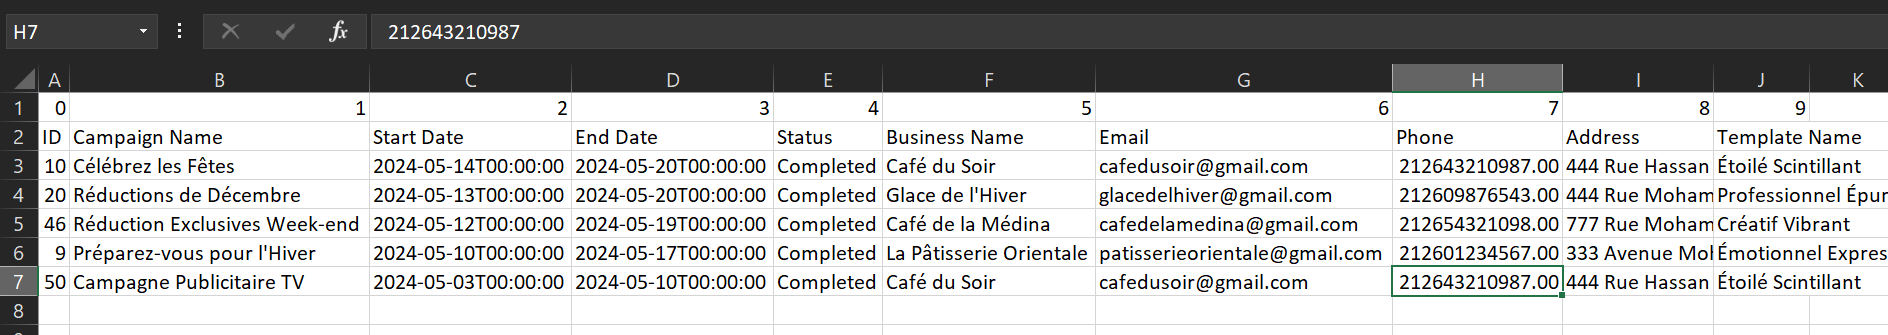 H7 fx 212643210987
A B C D E F G H I J K
1 0 1 2 3 4 5 6 7 8 9
2 ID Campaign Name Start Date End Date Status Business Name Email Phone Address Template Name
3 10 Célébrez les Fêtes 2024-05-14T00:00:00 2024-05-20T00:00:00 Completed Café du Soir cafedusoir@gmail.com 212643210987.00 444 Rue Hassan Étoilé Scintillant
4 20 Réductions de Décembre 2024-05-13T00:00:00 2024-05-20T00:00:00 Completed Glace de l'Hiver glacedelhiver@gmail.com 212609876543.00 444 Rue Moham Professionnel Épur
5 46 Réduction Exclusives Week-end 2024-05-12T00:00:00 2024-05-19T00:00:00 Completed Café de la Médina cafedelamedina@gmail.com 212654321098.00 777 Rue Moham Créatif Vibrant
6 9 Préparez-vous pour l'Hiver 2024-05-10T00:00:00 2024-05-17T00:00:00 Completed La Pâtisserie Orientale patisserieorientale@gmail.com 212601234567.00 333 Avenue Moh Émotionnel Expres
7 50 Campagne Publicitaire TV 2024-05-03T00:00:00 2024-05-10T00:00:00 Completed Café du Soir cafedusoir@gmail.com 212643210987.00 444 Rue Hassan Étoilé Scintillant
8